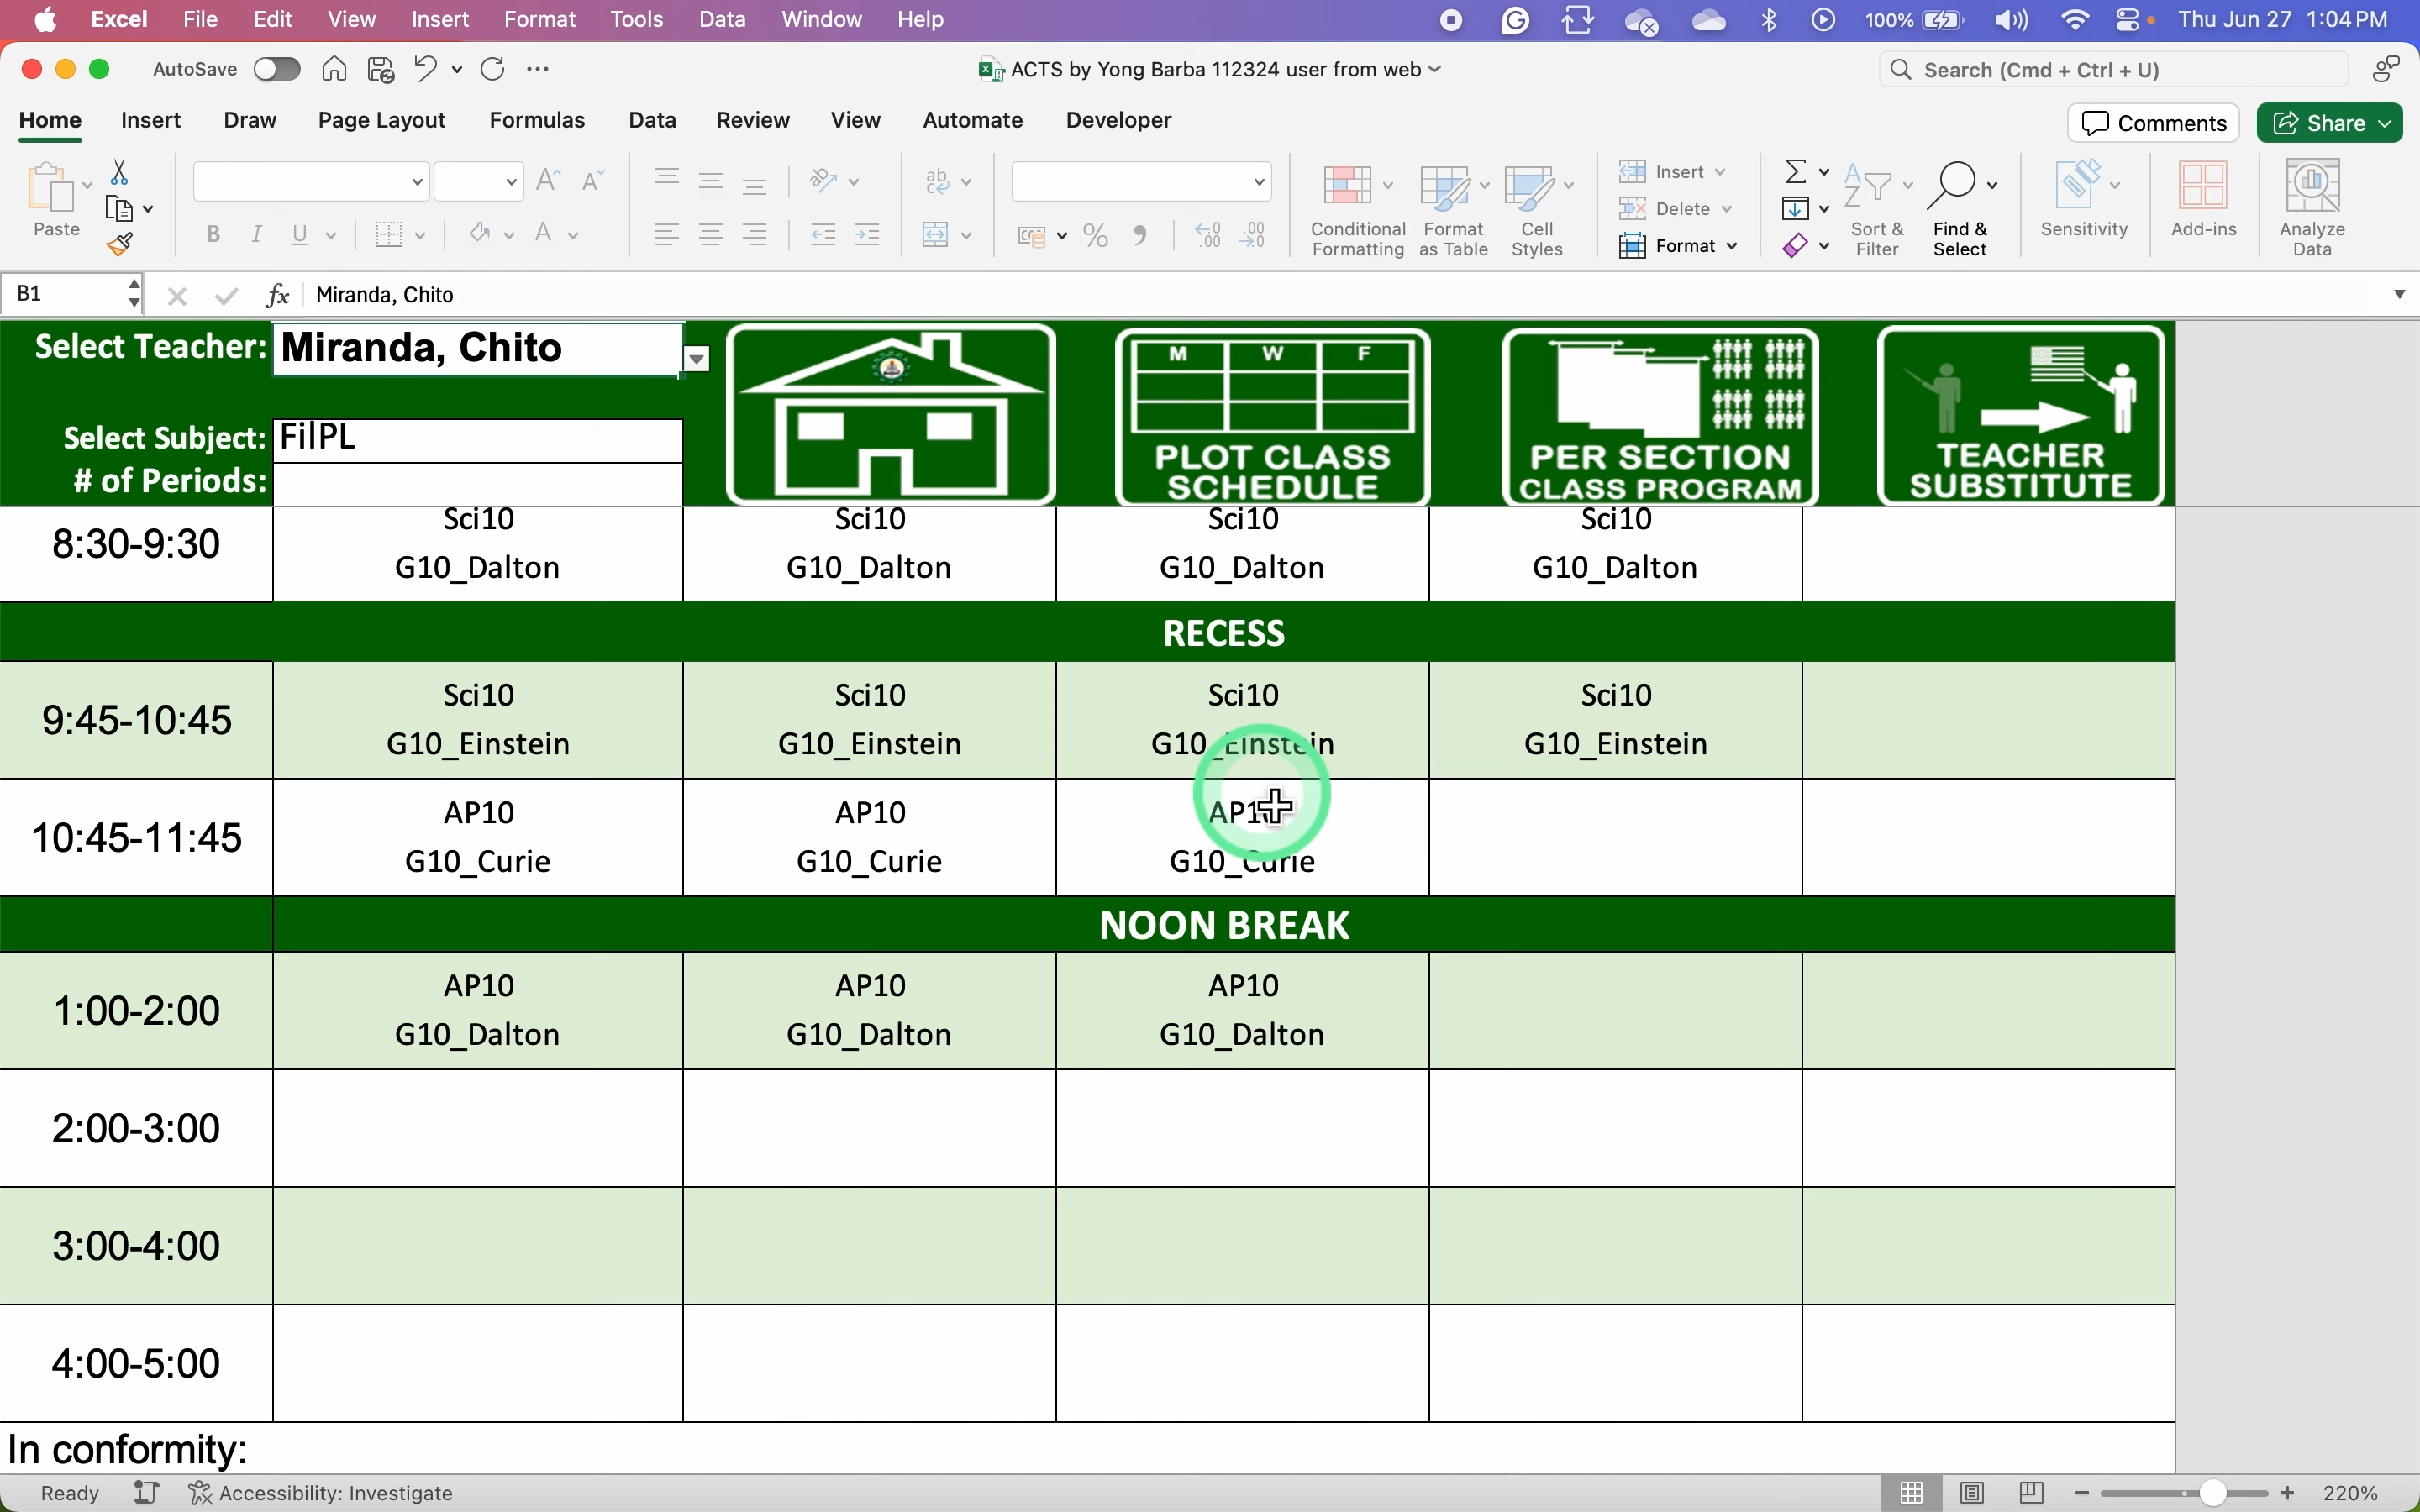 Excel File Edit View Insert Format Tools Data Window Help 100% Thu Jun 27 1:04 PM
AutoSave ACTS by Yong Barba 112324 user from web Search (Cmd + Ctrl + U)
Home Insert Draw Page Layout Formulas Data Review View Automate Developer Comments Share
Paste
Conditional Formatting
Format as Table
Cell Styles
Insert
Delete
Format
Sort & Filter
Find & Select
Sensitivity
Add-ins
Analyze Data
B1 fx Miranda, Chito
Select Teacher: Miranda, Chito
Select Subject: FilPL
# of Periods:
M W F
PLOT CLASS
SCHEDULE
PER SECTION
CLASS PROGRAM
TEACHER
SUBSTITUTE
8:30-9:30
Sci10 Sci10 Sci10 Sci10
G10_Dalton G10_Dalton G10_Dalton G10_Dalton
RECESS
9:45-10:45
Sci10 Sci10 Sci10 Sci10
G10_Einstein G10_Einstein G10_Einstein G10_Einstein
10:45-11:45
AP10 AP10 AP10
G10_Curie G10_Curie G10_Curie
NOON BREAK
1:00-2:00
AP10 AP10 AP10
G10_Dalton G10_Dalton G10_Dalton
2:00-3:00
3:00-4:00
4:00-5:00
In conformity:
Ready Accessibility: Investigate 220%